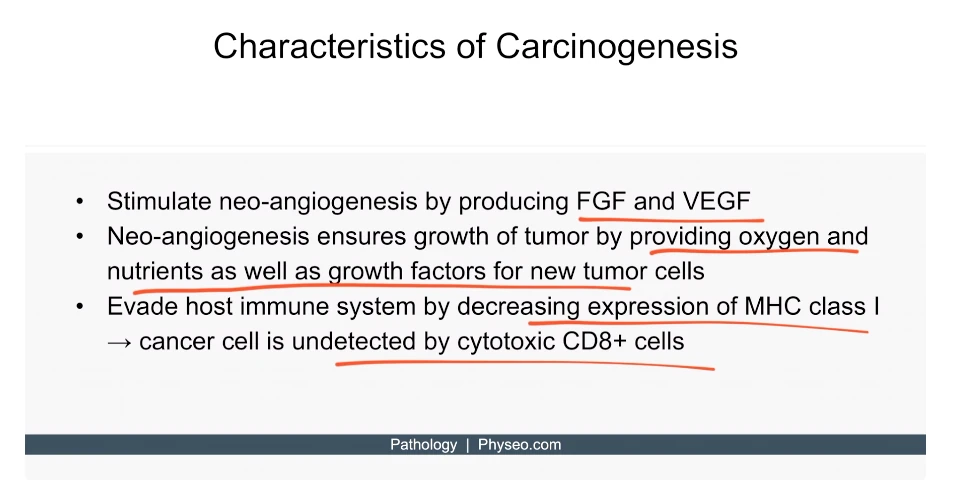 Characteristics of Carcinogenesis
• Stimulate neo-angiogenesis by producing FGF and VEGF
• Neo-angiogenesis ensures growth of tumor by providing oxygen and
nutrients as well as growth factors for new tumor cells
• Evade host immune system by decreasing expression of MHC class I
→ cancer cell is undetected by cytotoxic CD8+ cells
Pathology | Physeo.com